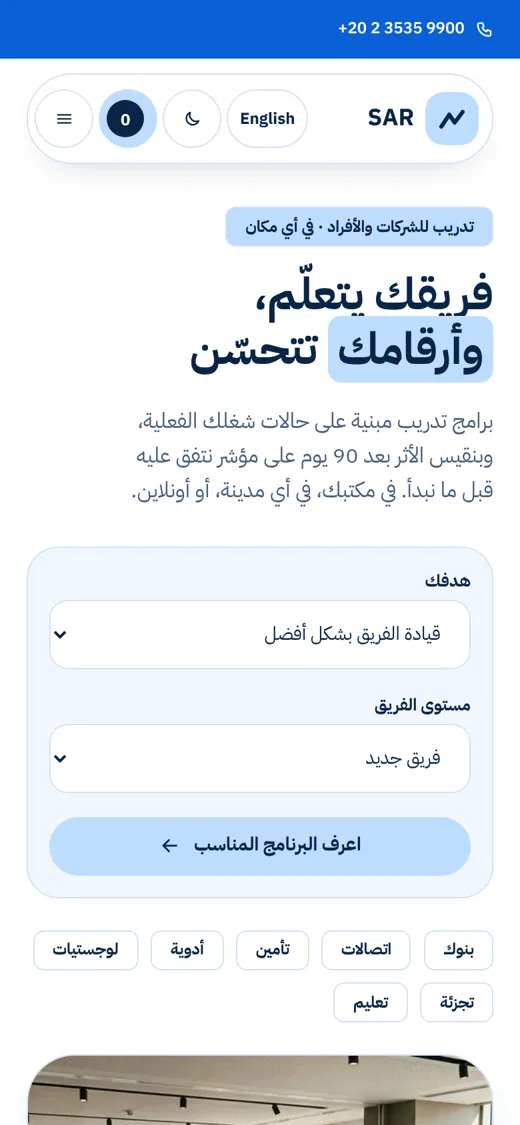 +20 2 3535 9900
SAR
English
0
تدريب للشركات والأفراد · في أي مكان
فريقك يتعلّم،
وأرقامك تتحسّن
برامج تدريب مبنية على حالات شغلك الفعلية،
وبنقيس الأثر بعد 90 يوم على مؤشر نتفق عليه
قبل ما نبدأ. في مكتبك، في أي مدينة، أو أونلاين.
هدفك
قيادة الفريق بشكل أفضل
مستوى الفريق
فريق جديد
اعرف البرنامج المناسب ←
بنوك
اتصالات
تأمين
أدوية
لوجستيات
تجزئة
تعليم